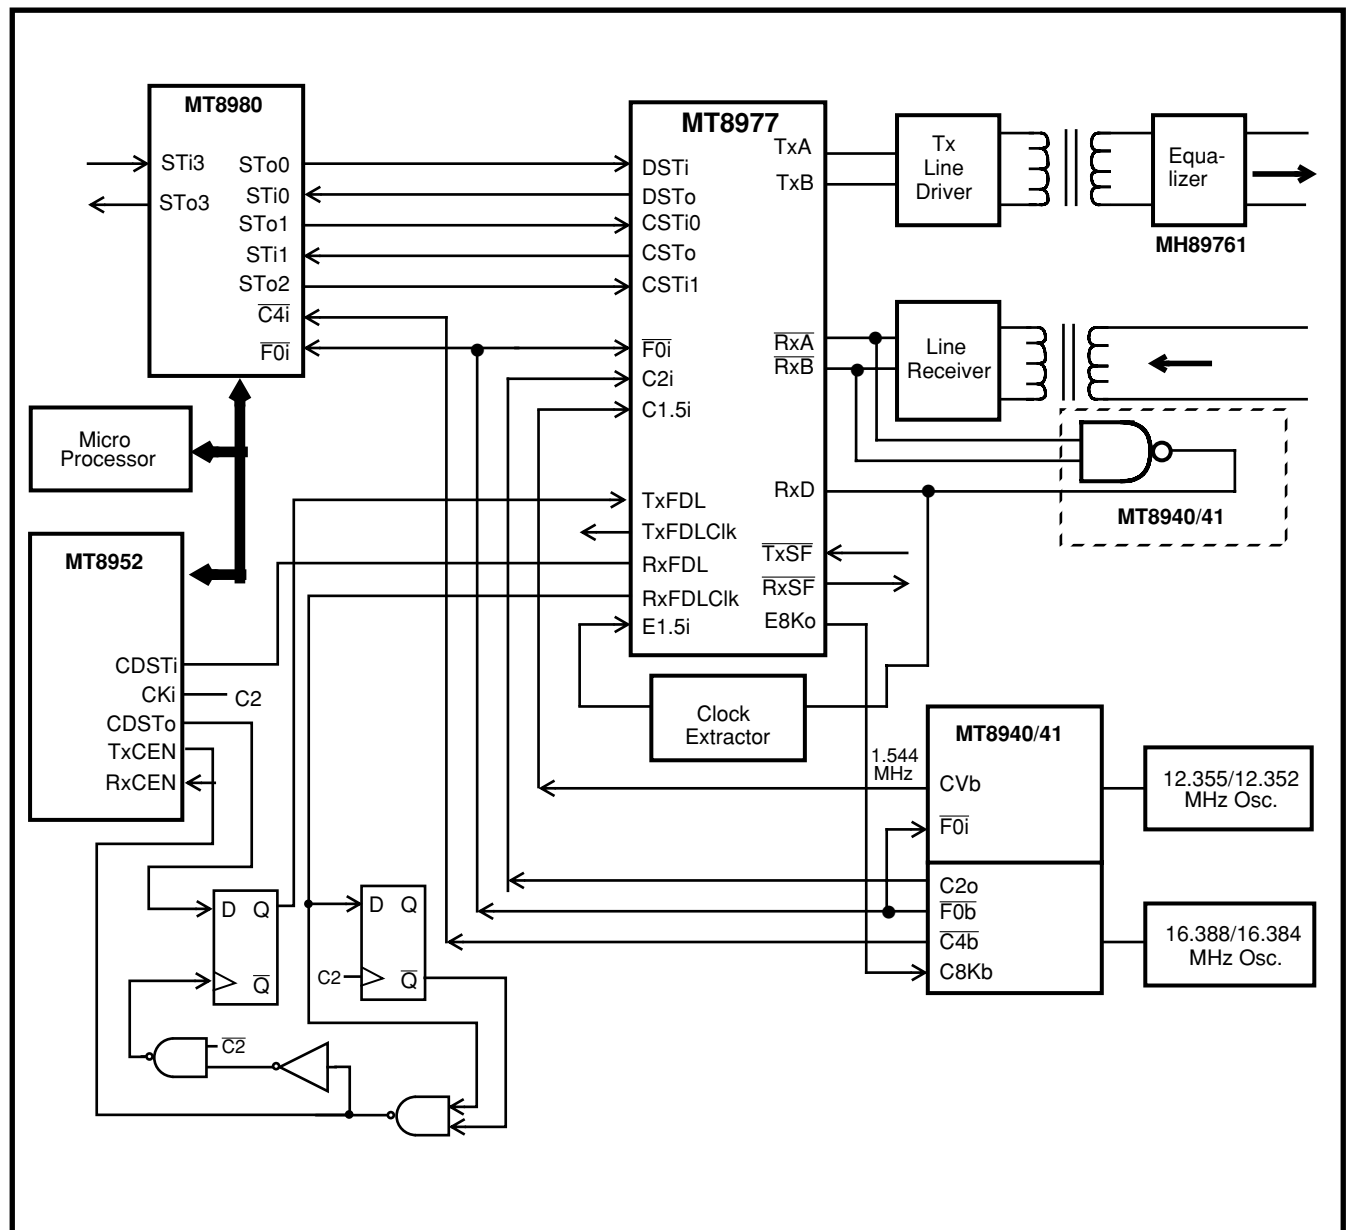 MT8980
STi3
STo3
STo0
STi0
STo1
STi1
STo2
C4i
F0i
MT8977
DSTi
DSTo
CSTi0
CSTo
CSTi1
F0i
C2i
C1.5i
TxFDL
TxFDLClk
RxFDL
RxFDLClk
E1.5i
TxA
TxB
RxA
RxB
RxD
TxSF
RxSF
E8Ko
Tx
Line
Driver
Equa-
lizer
MH89761
Line
Receiver
MT8940/41
Micro
Processor
MT8952
CDSTi
CKi
C2
CDSTo
TxCEN
RxCEN
Clock
Extractor
1.544
MHz
MT8940/41
CVb
F0i
C2o
F0b
C4b
C8Kb
12.355/12.352
MHz Osc.
16.388/16.384
MHz Osc.
D Q
Q
D Q
C2
Q
C2